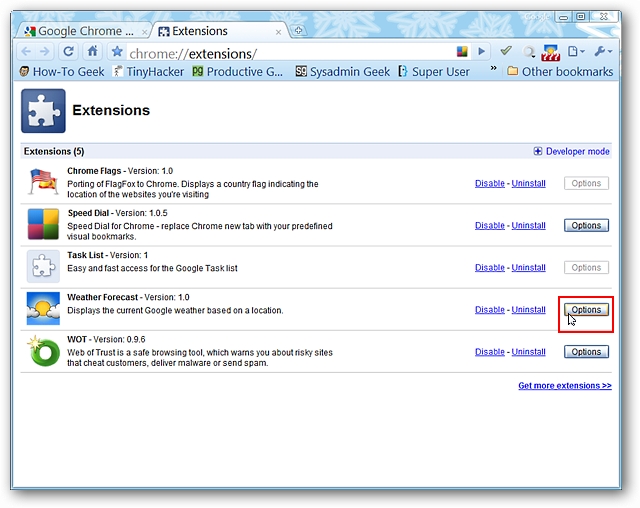 Google Chrome ...
Extensions
chrome://extensions/
???
How-To Geek
TinyHacker
pg Productive G...
SG Sysadmin Geek
Super User
»
Other bookmarks
Extensions
Extensions (5)
Developer mode
Chrome Flags - Version: 1.0
Porting of FlagFox to Chrome. Displays a country flag indicating the
location of the websites you're visiting
Disable - Uninstall
Options
Speed Dial - Version: 1.0.5
Speed Dial for Chrome - replace Chrome new tab with your predefined
visual bookmarks.
Disable - Uninstall
Options
Task List - Version: 1
Easy and fast access for the Google Task list
Disable - Uninstall
Options
Weather Forecast - Version: 1.0
Displays the current Google weather based on a location.
Disable - Uninstall
Options
WOT - Version: 0.9.6
Web of Trust is a safe browsing tool, which warns you about risky sites
that cheat customers, deliver malware or send spam.
Disable - Uninstall
Options
Get more extensions >>